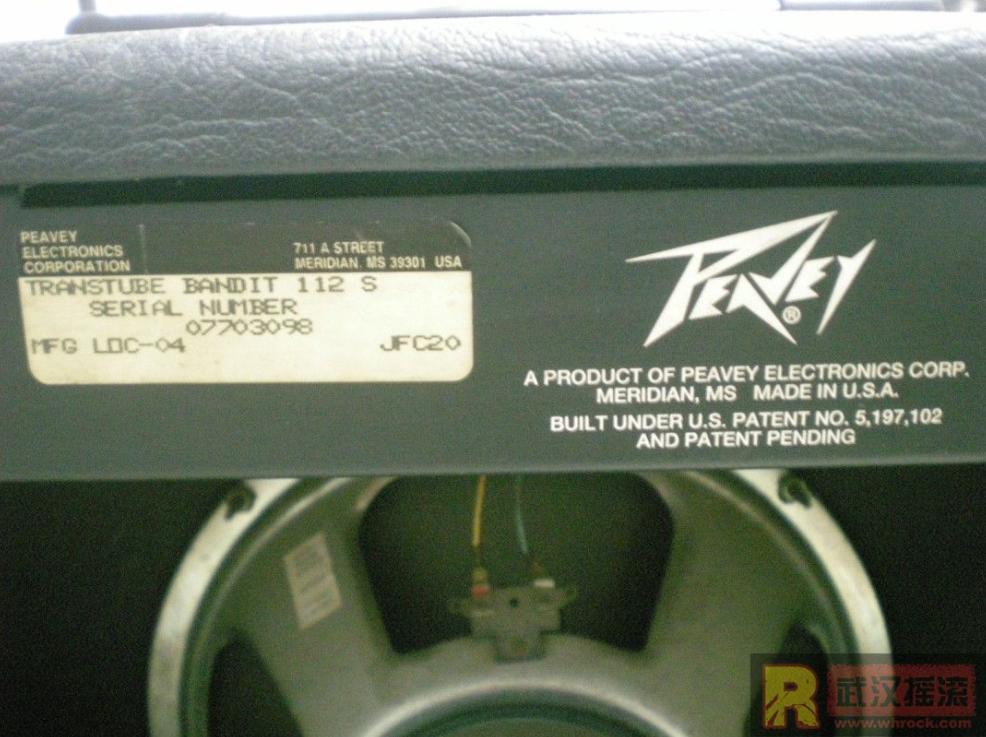 PEAVEY
ELECTRONICS
CORPORATION
711 A STREET
MERIDIAN, MS 39301 USA
TRANSTUBE BANDIT 112 S
SERIAL NUMBER
07703098
MFG LOC-04 JFC20
PEAVEY®
A PRODUCT OF PEAVEY ELECTRONICS CORP.
MERIDIAN, MS MADE IN U.S.A.
BUILT UNDER U.S. PATENT NO. 5,197,102
AND PATENT PENDING
R 武汉摇滚
www.whrock.com